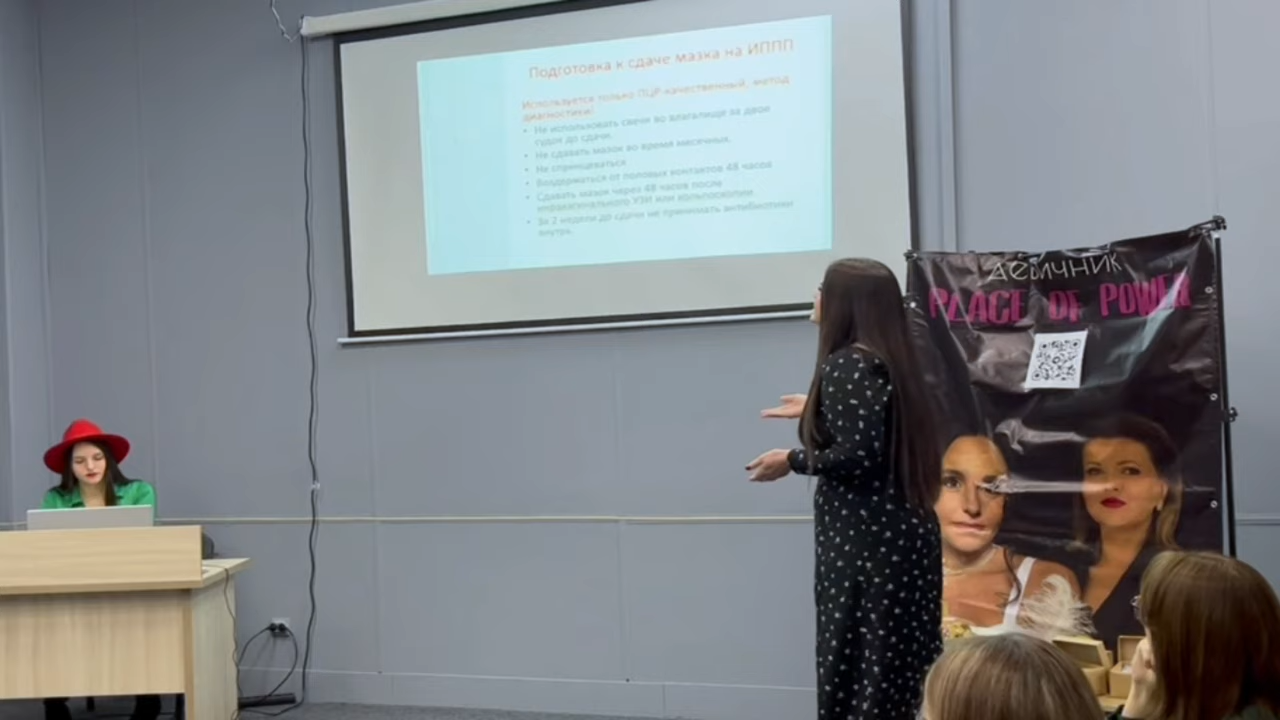 Подготовка к сдаче мазка на ИППП
Используется только ПЦР-качественный, метод
диагностики!
• Не использовать свечи во влагалище за двое
суток до сдачи.
• Не сдавать мазок во время месячных.
• Не спринцеваться
• Воздержаться от половых контактов 48 часов
• Сдавать мазок через 48 часов после
инфравагинального УЗИ или кольпоскопии.
• За 2 недели до сдачи не принимать антибиотики
внутрь.
ДЕВИЧНИК
PLACE OF POWER